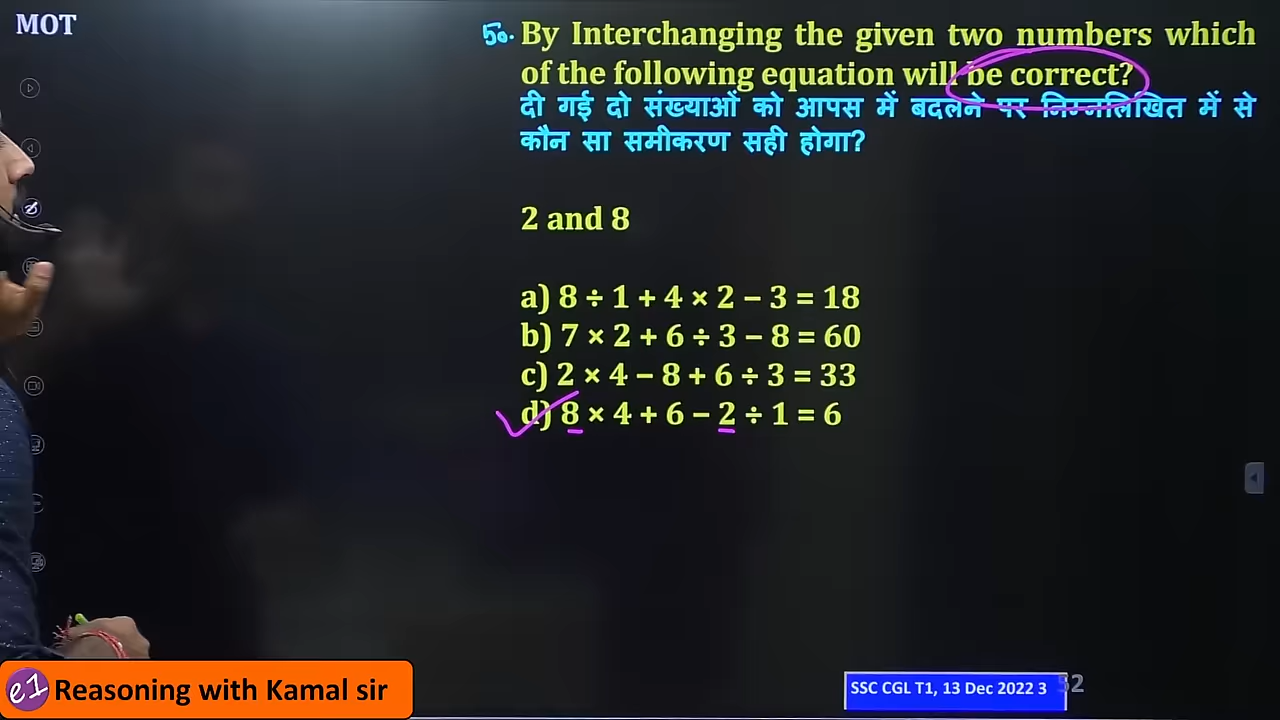 MOT
50. By Interchanging the given two numbers which
of the following equation will be correct?
दी गई दो संख्याओं को आपस में बदलने पर निम्नलिखित में से
कौन सा समीकरण सही होगा?
2 and 8
a) 8 ÷ 1 + 4 × 2 – 3 = 18
b) 7 × 2 + 6 ÷ 3 – 8 = 60
c) 2 × 4 – 8 + 6 ÷ 3 = 33
d) 8 × 4 + 6 – 2 ÷ 1 = 6
e1 Reasoning with Kamal sir
SSC CGL T1, 13 Dec 2022 3
52